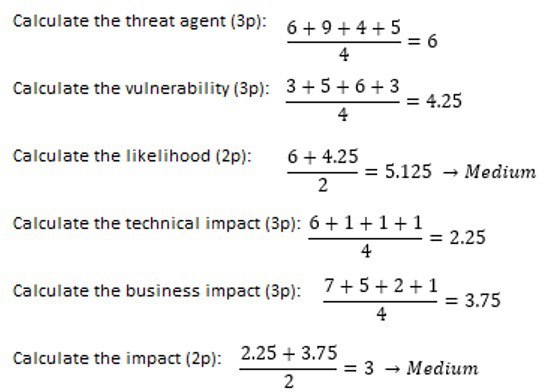 Calculate the threat agent (3p): (6 + 9 + 4 + 5)/4 = 6
Calculate the vulnerability (3p): (3 + 5 + 6 + 3)/4 = 4.25
Calculate the likelihood (2p): (6 + 4.25)/2 = 5.125 → Medium
Calculate the technical impact (3p): (6 + 1 + 1 + 1)/4 = 2.25
Calculate the business impact (3p): (7 + 5 + 2 + 1)/4 = 3.75
Calculate the impact (2p): (2.25 + 3.75)/2 = 3 → Medium